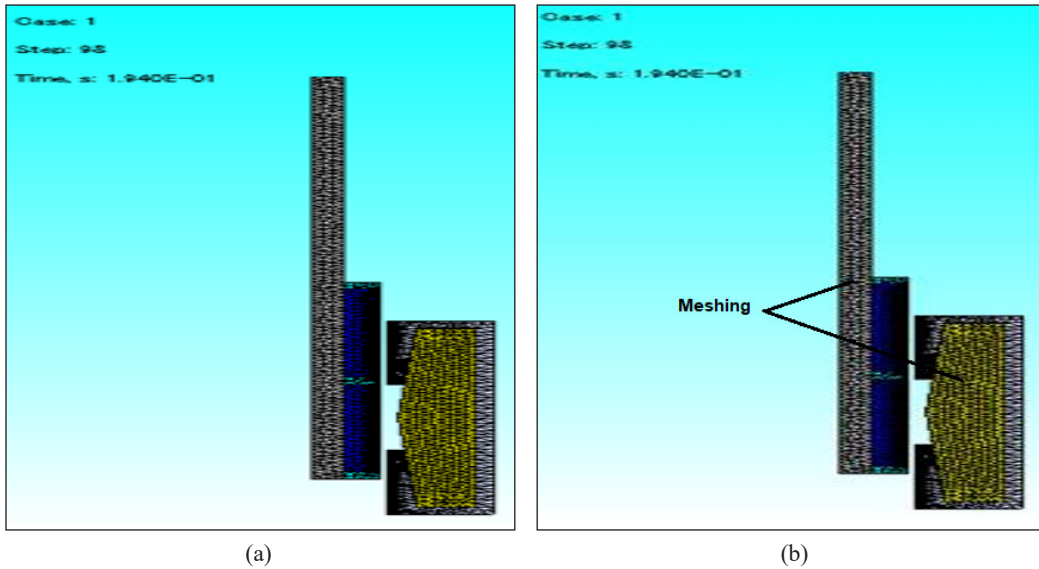 Case: 1
Step: 98
Time, s: 1.940E-01
(a)
Case: 1
Step: 98
Time, s: 1.940E-01
Meshing
(b)